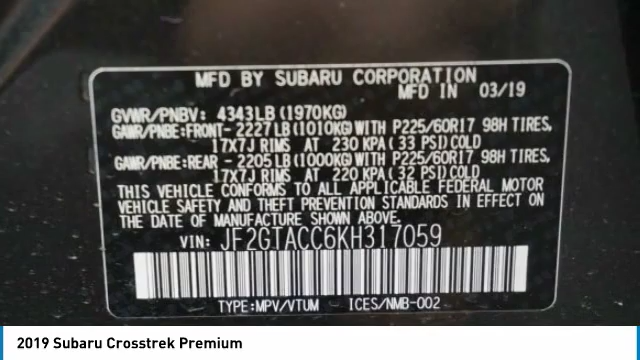 MFD BY SUBARU CORPORATION
MFD IN 03/19
GVWR/PNBV: 4343LB (1970KG)
GAWR/PNBE:FRONT- 2227 LB (1010KG) WITH P225/60R17 98H TIRES,
17X7J RIMS AT 230 KPA (33 PSI) COLD
GAWR/PNBE:REAR - 2205 LB (1000KG) WITH P225/60R17 98H TIRES,
17X7J RIMS AT 220 KPA (32 PSI) COLD
THIS VEHICLE CONFORMS TO ALL APPLICABLE FEDERAL MOTOR
VEHICLE SAFETY AND THEFT PREVENTION STANDARDS IN EFFECT ON
THE DATE OF MANUFACTURE SHOWN ABOVE.
VIN: JF2GTACC6KH317059
TYPE:MPV/VTUM ICES/NMB-002
2019 Subaru Crosstrek Premium